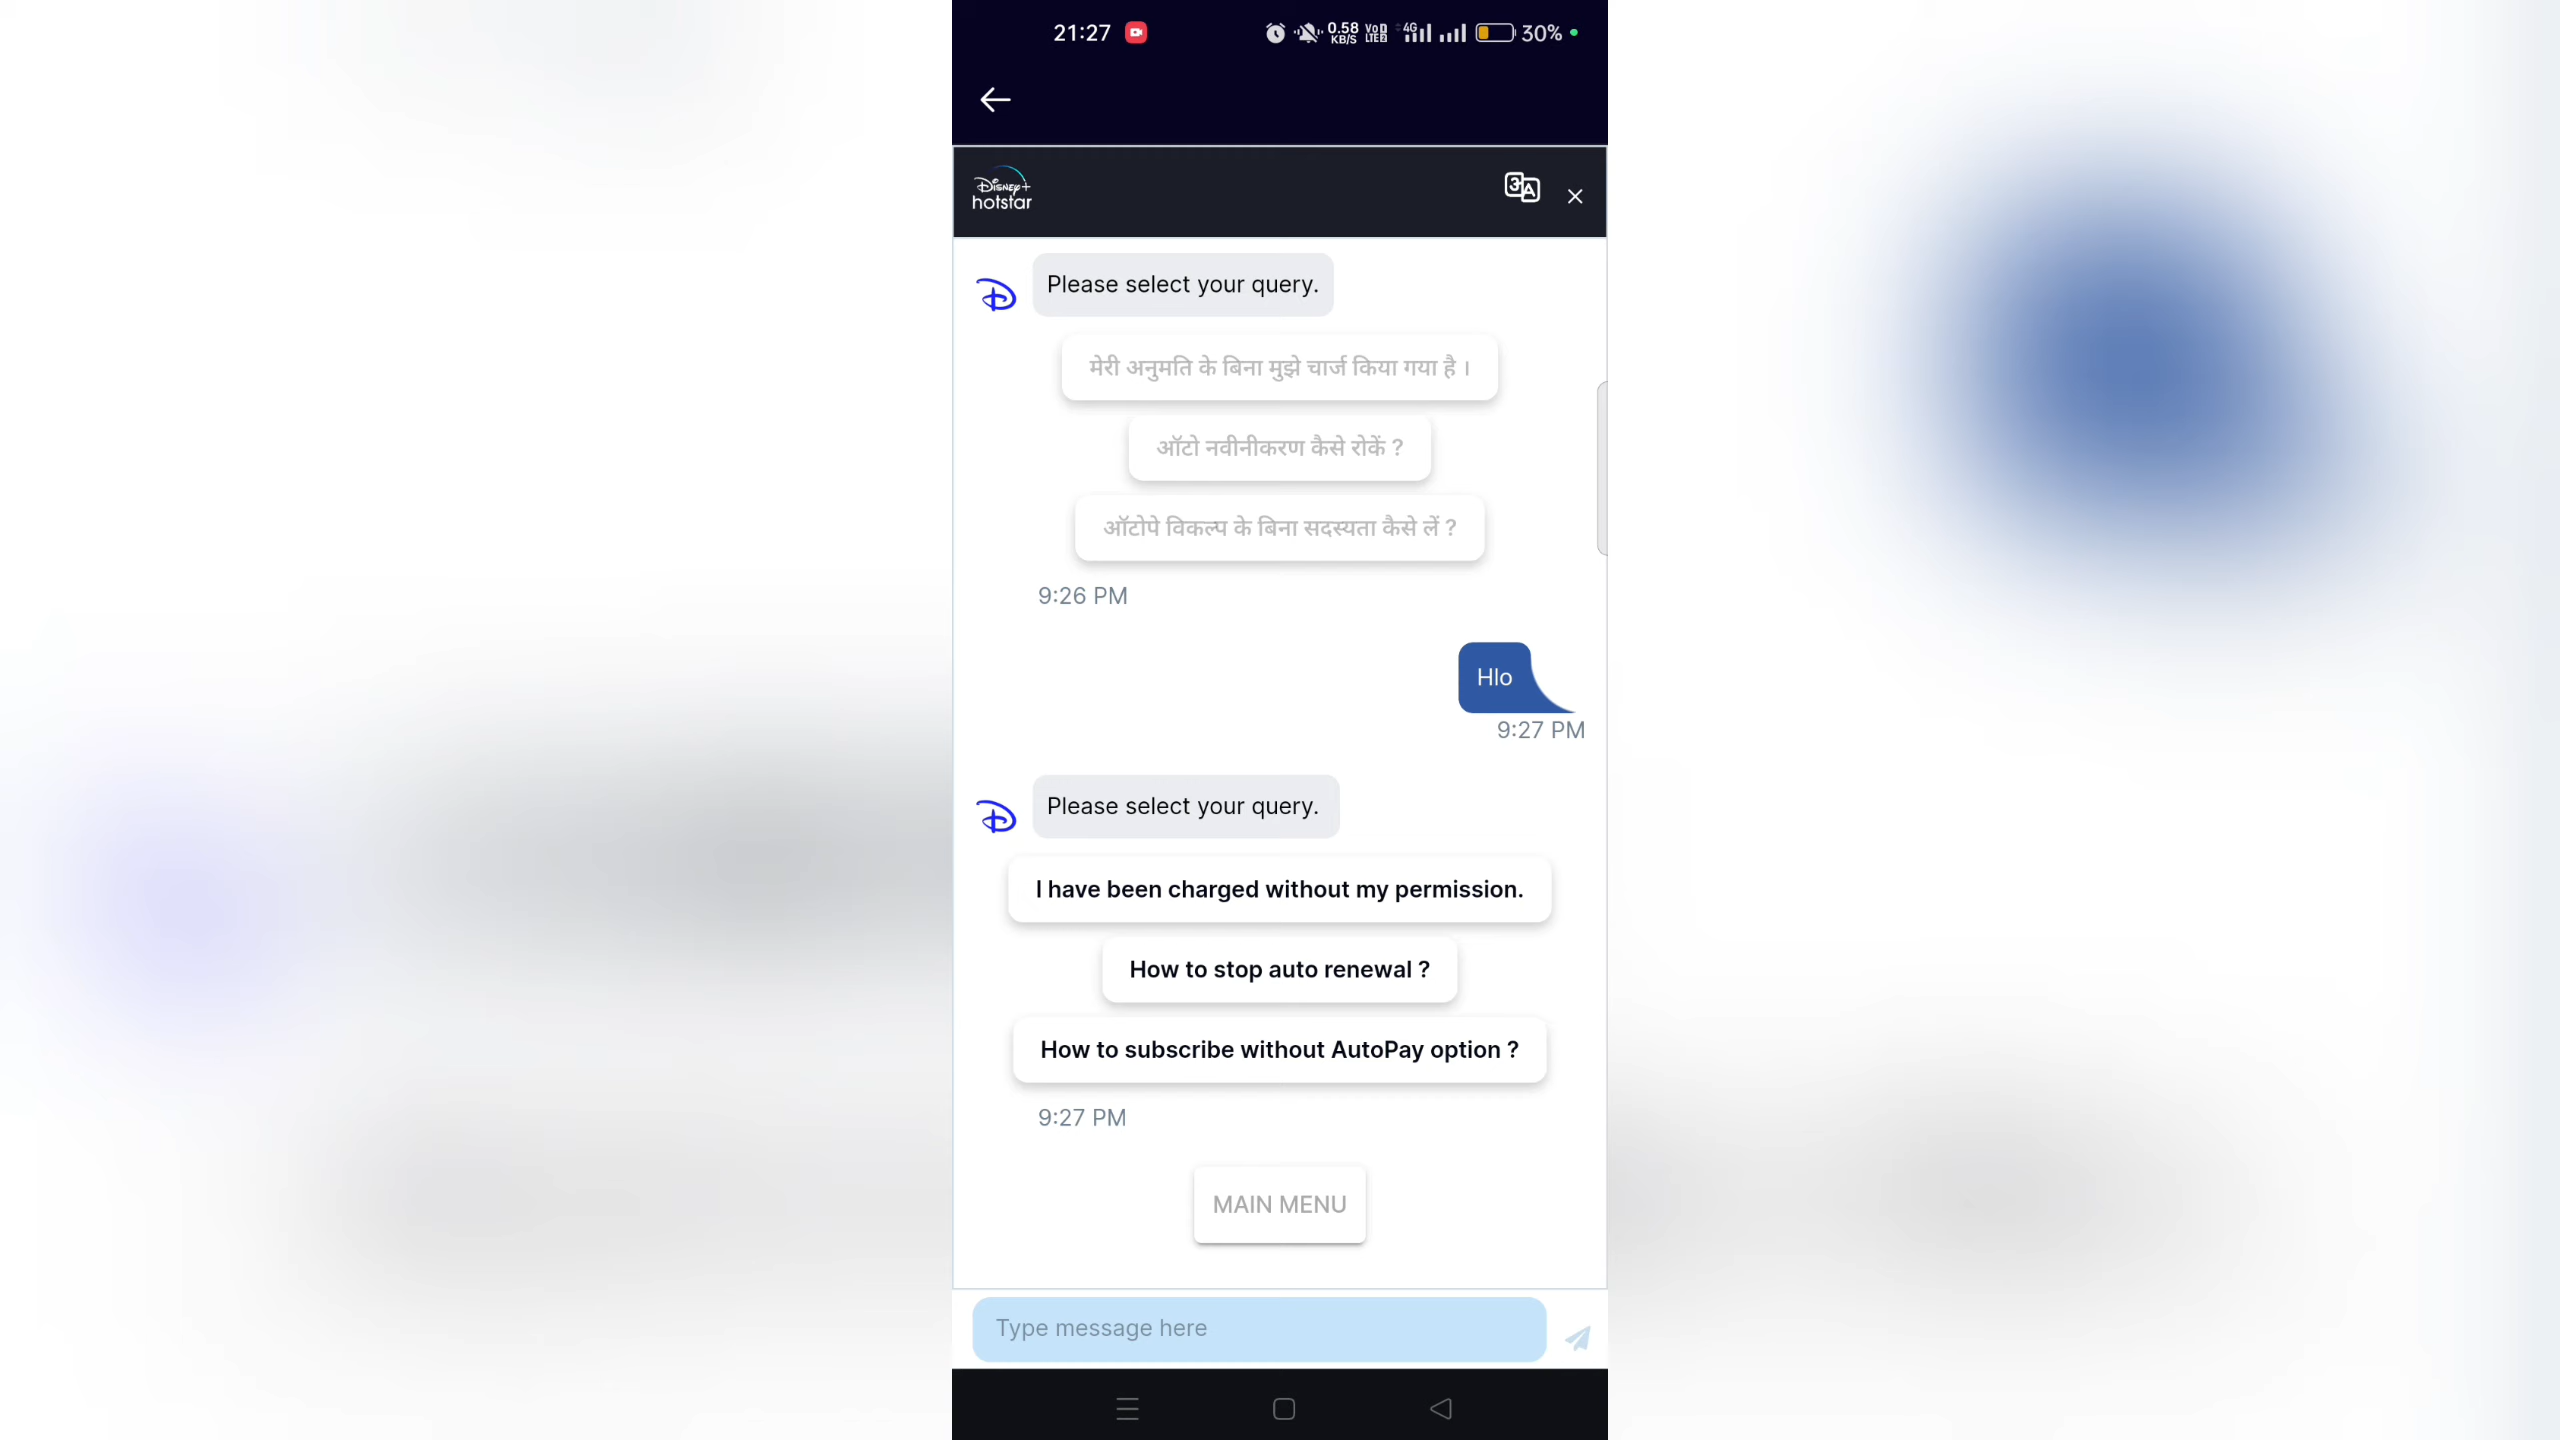 21:27
0.58 KB/S VoD LTE2 4G 30%
Disney+
hotstar
Please select your query.
मेरी अनुमति के बिना मुझे चार्ज किया गया है ।
ऑटो नवीनीकरण कैसे रोकें ?
ऑटोपे विकल्प के बिना सदस्यता कैसे लें ?
9:26 PM
Hlo
9:27 PM
Please select your query.
I have been charged without my permission.
How to stop auto renewal ?
How to subscribe without AutoPay option ?
9:27 PM
MAIN MENU
Type message here